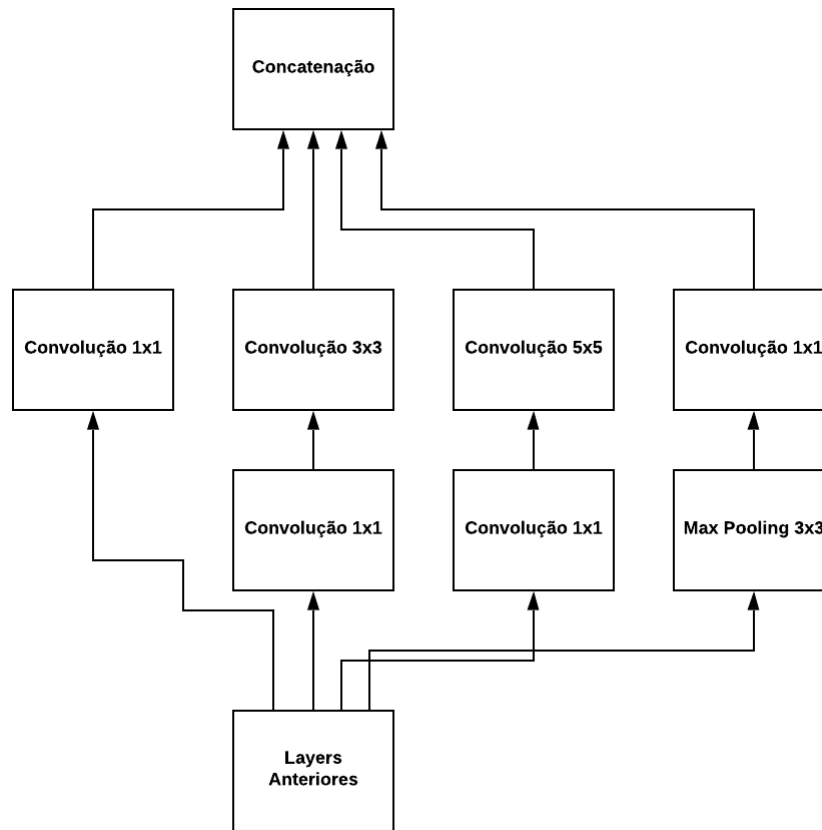 Concatenação
Convolução 1x1
Convolução 3x3
Convolução 5x5
Convolução 1x1
Convolução 1x1
Convolução 1x1
Max Pooling 3x3
Layers
Anteriores